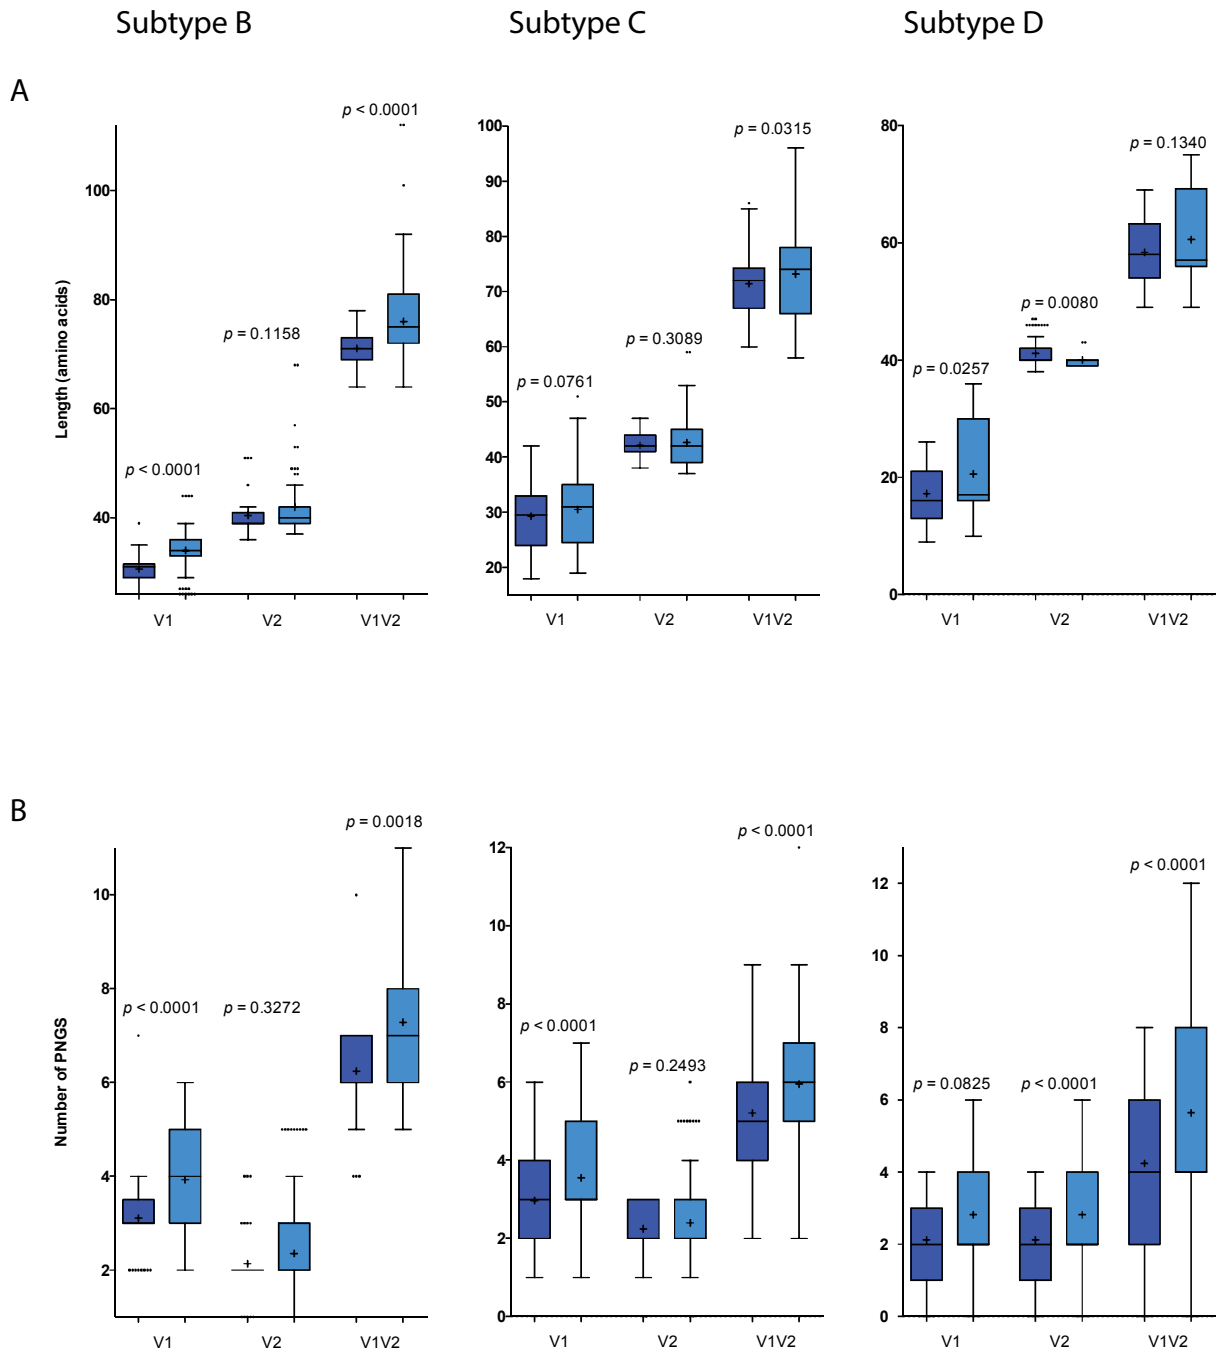 Subtype B Subtype C Subtype D
A
p < 0.0001
p = 0.1158
p < 0.0001
Length (amino acids)
100
80
60
40
V1 V2 V1V2
p = 0.0315
p = 0.3089
p = 0.0761
100
90
80
70
60
50
40
30
20
V1 V2 V1V2
p = 0.1340
p = 0.0080
p = 0.0257
80
60
40
20
0
V1 V2 V1V2
B
p = 0.0018
p < 0.0001 p = 0.3272
Number of PNGS
10
8
6
4
2
V1 V2 V1V2
p < 0.0001
p < 0.0001
p = 0.2493
12
10
8
6
4
2
0
V1 V2 V1V2
p < 0.0001
p = 0.0825 p < 0.0001
12
10
8
6
4
2
0
V1 V2 V1V2